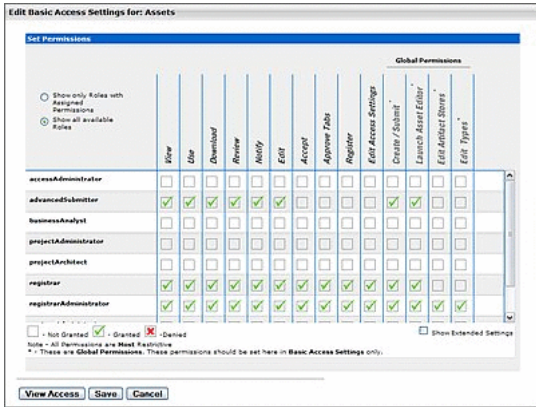 Edit Basic Access Settings for: Assets
Set Permissions
Global Permissions
Show only Roles with
Assigned
Permissions
Show all available
Roles
View
Use
Download
Review
Notify
Edit
Accept
Approve Tabs
Register
Edit Access Settings
Create / Submit *
Launch Asset Editor *
Edit Artifact Stores *
Edit Types *
accessAdministrator
advancedSubmitter
businessAnalyst
projectAdministrator
projectArchitect
registrar
registrarAdministrator
- Not Granted - Granted -Denied
Show Extended Settings
Note - All Permissions are Most Restrictive
* - These are Global Permissions. These permissions should be set here in Basic Access Settings only.
View Access Save Cancel